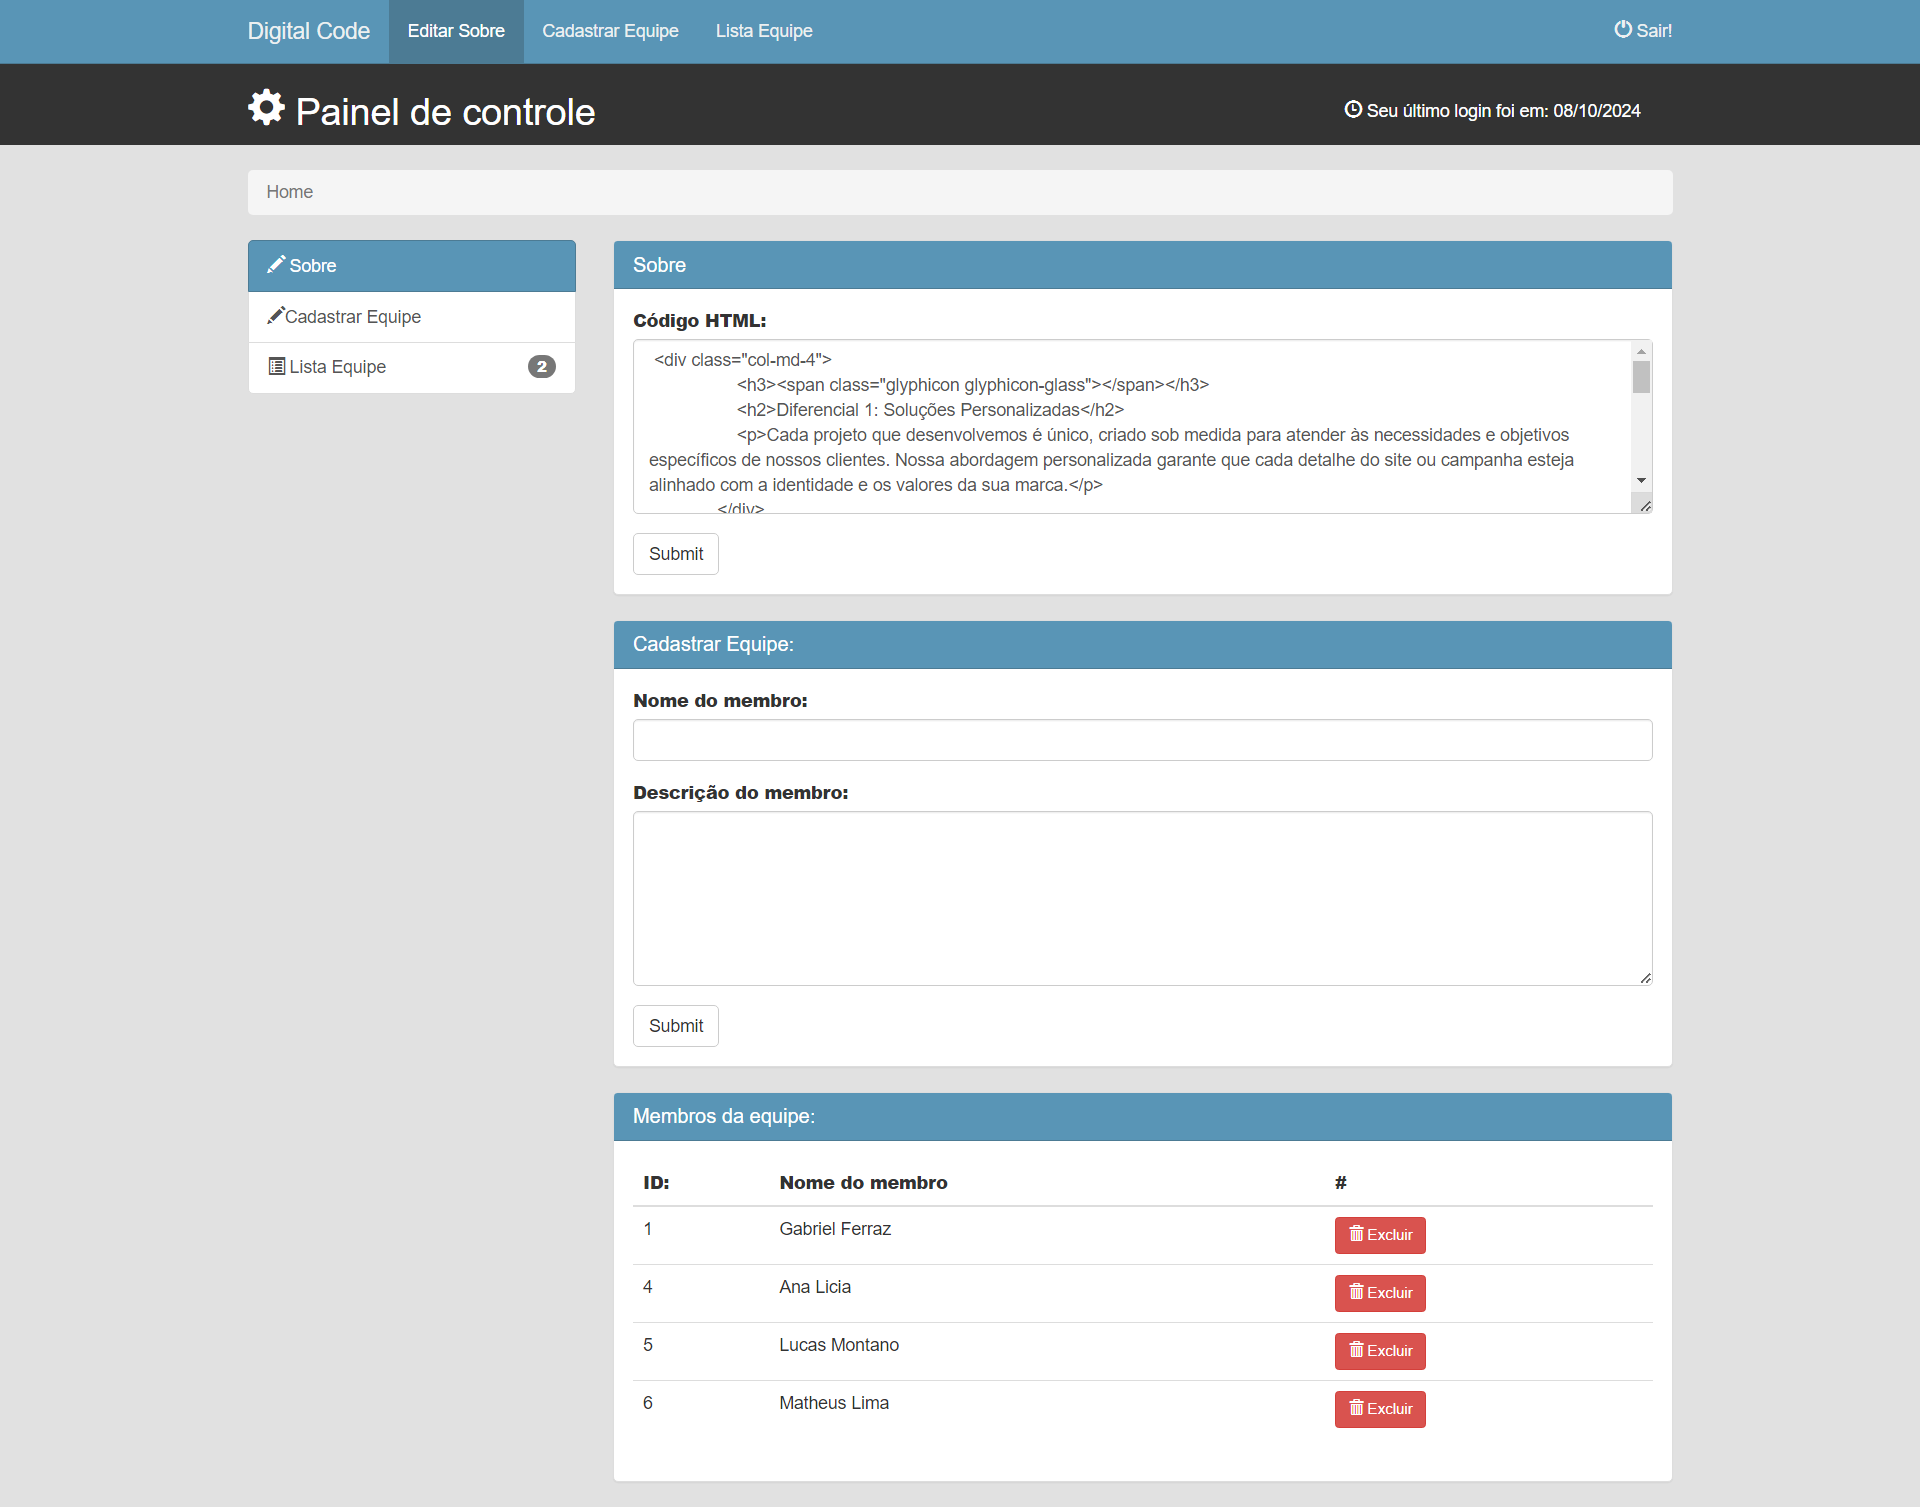 Digital Code Editar Sobre Cadastrar Equipe Lista Equipe Sair!
Painel de controle Seu último login foi em: 08/10/2024
Home
Sobre
Cadastrar Equipe
Lista Equipe 2
Sobre
Código HTML:
<div class="col-md-4">
<h3><span class="glyphicon glyphicon-glass"></span></h3>
<h2>Diferencial 1: Soluções Personalizadas</h2>
<p>Cada projeto que desenvolvemos é único, criado sob medida para atender às necessidades e objetivos
específicos de nossos clientes. Nossa abordagem personalizada garante que cada detalhe do site ou campanha esteja
alinhado com a identidade e os valores da sua marca.</p>
</div>
Submit
Cadastrar Equipe:
Nome do membro:
Descrição do membro:
Submit
Membros da equipe:
ID: Nome do membro #
1 Gabriel Ferraz Excluir
4 Ana Licia Excluir
5 Lucas Montano Excluir
6 Matheus Lima Excluir